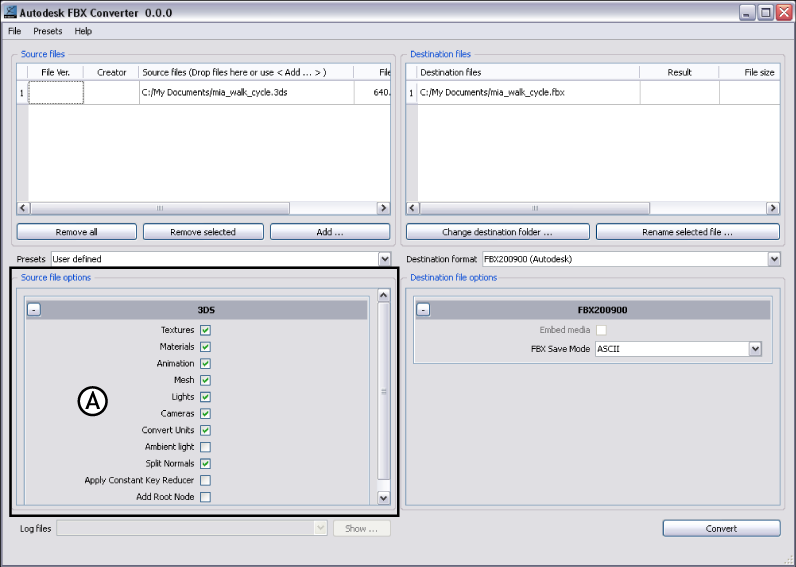 Autodesk FBX Converter 0.0.0
File Presets Help
Source files
File Ver. Creator Source files (Drop files here or use < Add ... > ) File
1 C:/My Documents/mia_walk_cycle.3ds 640.
Remove all Remove selected Add ...
Destination files
Destination files Result File size
1 C:/My Documents/mia_walk_cycle.fbx
Change destination folder ... Rename selected file ...
Presets User defined
Destination format FBX200900 (Autodesk)
Source file options
- 3DS
Textures
Materials
Animation
Mesh
A
Lights
Cameras
Convert Units
Ambient light
Split Normals
Apply Constant Key Reducer
Add Root Node
Destination file options
- FBX200900
Embed media
FBX Save Mode ASCII
Log files Show ...
Convert